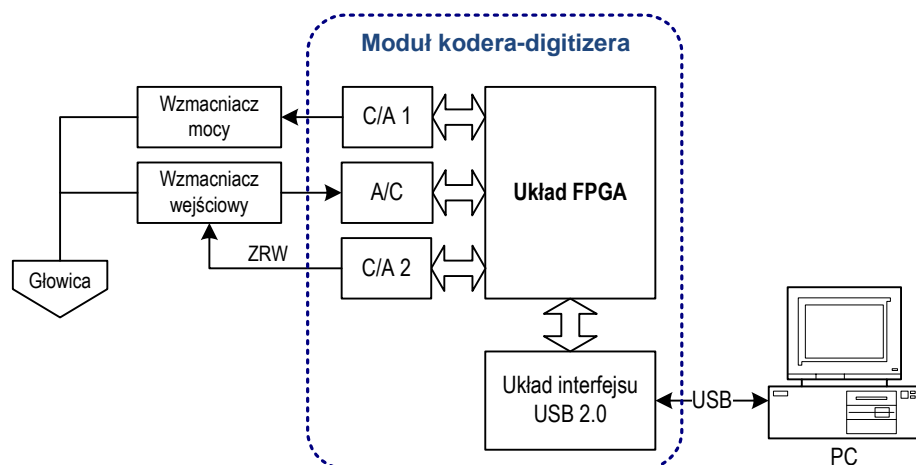 Moduł kodera-digitizera
Wzmacniacz
mocy
C/A 1
Wzmacniacz
wejściowy
A/C
Układ FPGA
ZRW
C/A 2
Głowica
Układ interfejsu
USB 2.0
USB
PC